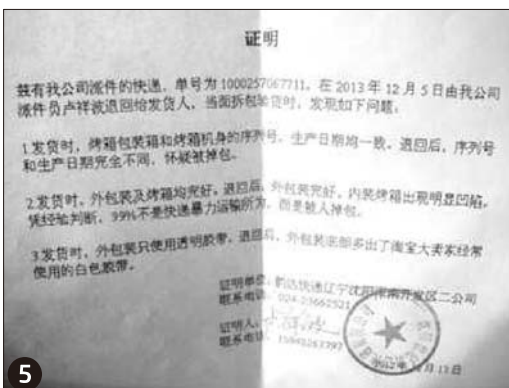 证明
兹有我公司派件的快递，单号为1000257067711，在2013年12月5日由我公司
派件员卢祥波退回给发货人，当面拆包验货时，发现如下问题：
1发货时，烤箱包装箱和烤箱机身的序列号、生产日期均一致。退回后，序列号
和生产日期完全不同，怀疑被掉包。
2发货时，外包装及烤箱均完好。退回后，外包装完好，内装烤箱出现明显凹陷。
凭经验判断，99%不是快递暴力运输所为，而是被人掉包。
3发货时，外包装只使用透明胶带，退回后，外包装底部多出了淘宝大卖家经常
使用的白色胶带。
证明单位：韵达快递辽宁沈阳浑南开发区二公司
联系电话：024-23662521
证明人：
联系电话：
月13日
5